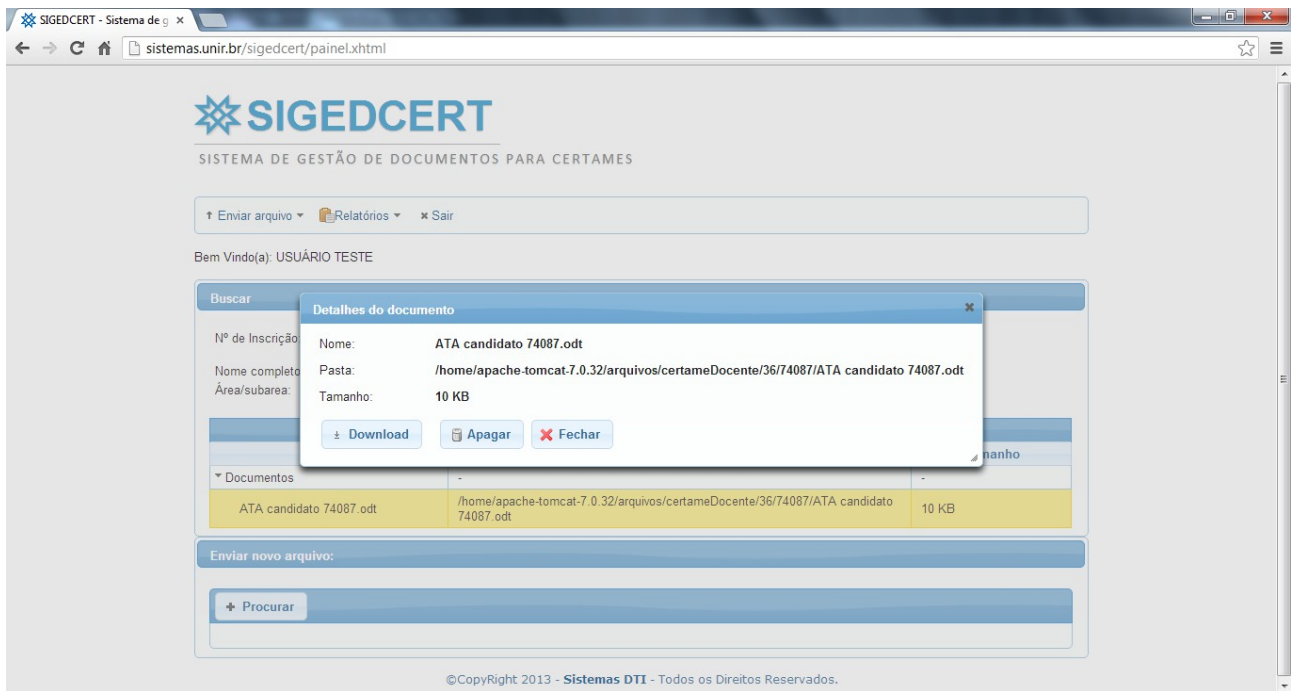 SIGEDCERT - Sistema de g
sistemas.unir.br/sigedcert/painel.xhtml
SIGEDCERT
SISTEMA DE GESTÃO DE DOCUMENTOS PARA CERTAMES
Enviar arquivo Relatórios Sair
Bem Vindo(a): USUÁRIO TESTE
Buscar
Detalhes do documento
Nº de Inscrição
Nome: ATA candidato 74087.odt
Nome completo
Pasta: /home/apache-tomcat-7.0.32/arquivos/certameDocente/36/74087/ATA candidato 74087.odt
Área/subarea:
Tamanho: 10 KB
Download Apagar Fechar
manho
Documentos - -
ATA candidato 74087.odt /home/apache-tomcat-7.0.32/arquivos/certameDocente/36/74087/ATA candidato 10 KB
74087.odt
Enviar novo arquivo:
Procurar
©CopyRight 2013 - Sistemas DTI - Todos os Direitos Reservados.